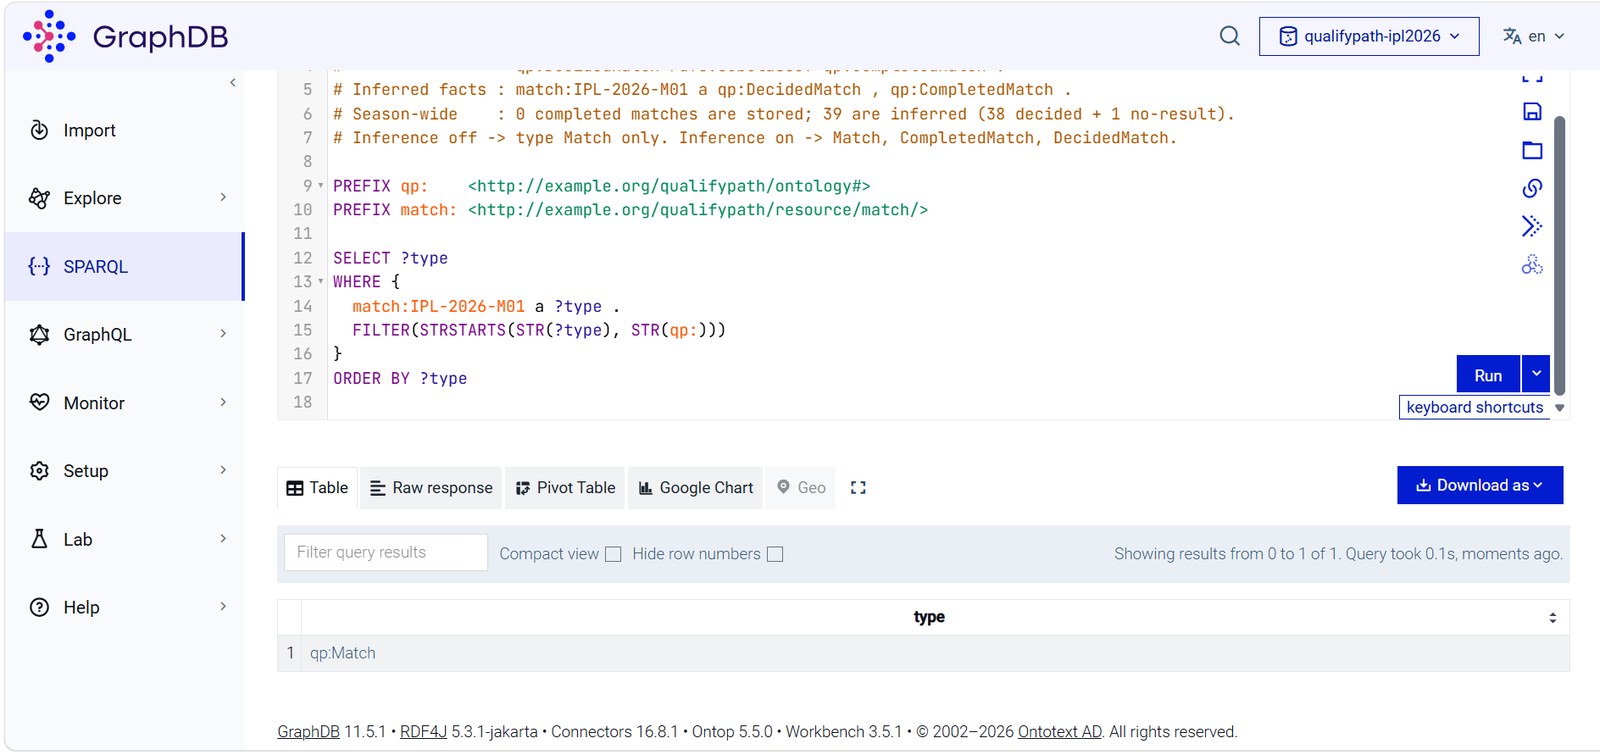 GraphDB
qualifypath-ipl2026
en
Import
Explore
SPARQL
GraphQL
Monitor
Setup
Lab
Help
5 # Inferred facts : match:IPL-2026-M01 a qp:DecidedMatch , qp:CompletedMatch .
6 # Season-wide    : 0 completed matches are stored; 39 are inferred (38 decided + 1 no-result).
7 # Inference off -> type Match only. Inference on -> Match, CompletedMatch, DecidedMatch.
8
9 PREFIX qp:    <http://example.org/qualifypath/ontology#>
10 PREFIX match: <http://example.org/qualifypath/resource/match/>
11
12 SELECT ?type
13 WHERE {
14   match:IPL-2026-M01 a ?type .
15   FILTER(STRSTARTS(STR(?type), STR(qp:)))
16 }
17 ORDER BY ?type
18
Run
keyboard shortcuts
Table Raw response Pivot Table Google Chart Geo
Download as
Filter query results Compact view Hide row numbers Showing results from 0 to 1 of 1. Query took 0.1s, moments ago.
type
1 qp:Match
GraphDB 11.5.1 • RDF4J 5.3.1-jakarta • Connectors 16.8.1 • Ontop 5.5.0 • Workbench 3.5.1 • © 2002–2026 Ontotext AD. All rights reserved.